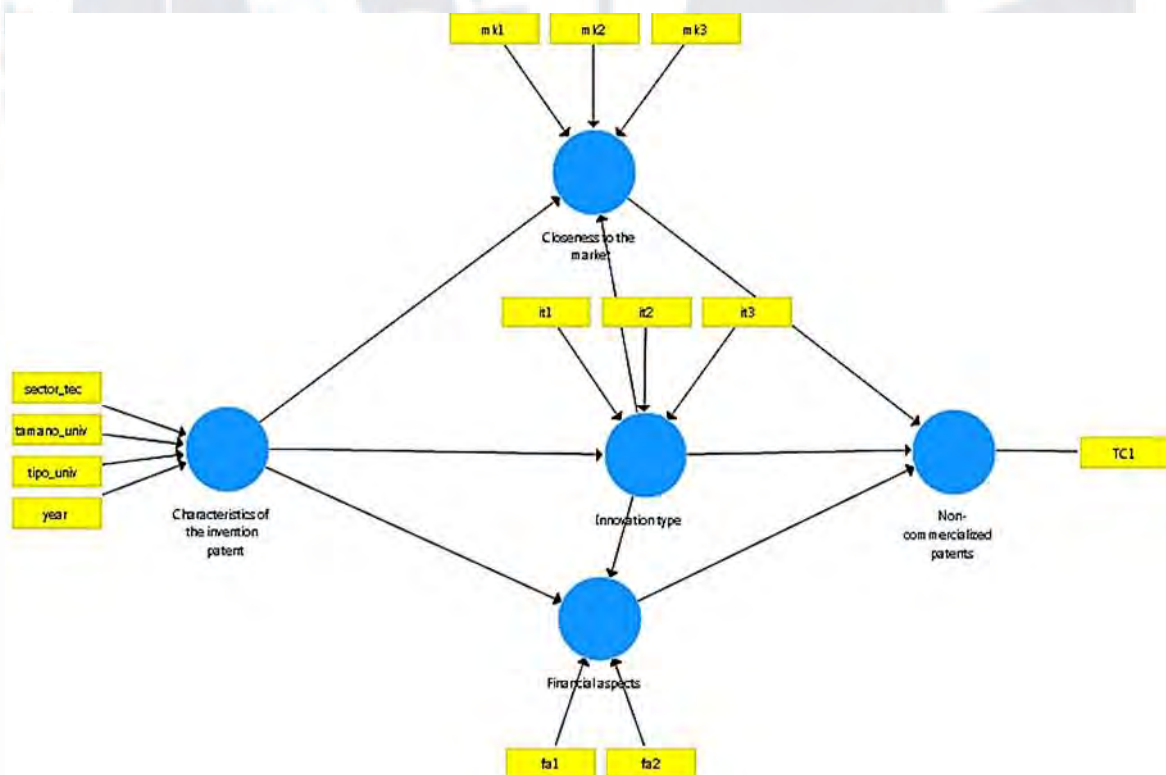 mk1 mk2 mk3
Closeness to the
market
it1 it2 it3
sector_tec
tamano_univ
tipo_univ
year
Characteristics of
the invention
patent
Innovation type
Non-
commercialized
patents
TC1
Financial aspects
fa1 fa2